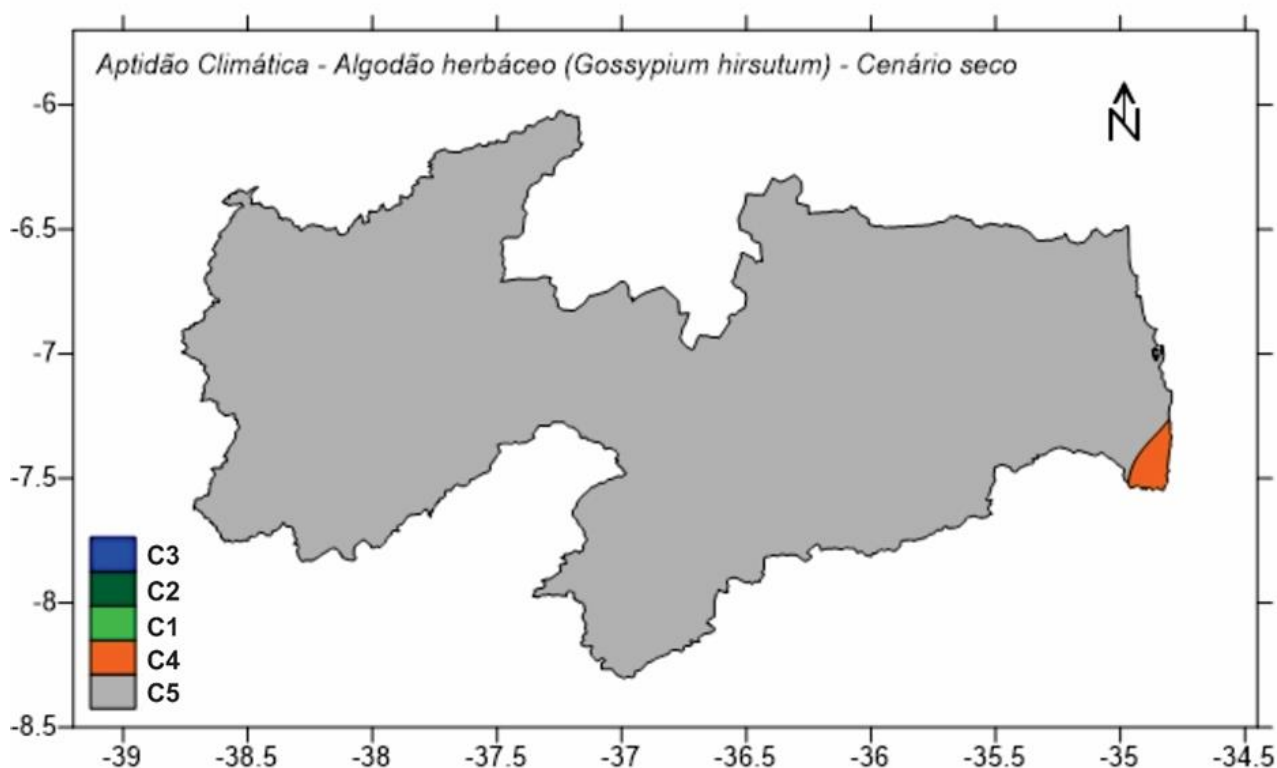 Aptidão Climática - Algodão herbáceo (Gossypium hirsutum) - Cenário seco
N
-6
-6.5
-7
-7.5
-8
-8.5
C3
C2
C1
C4
C5
-39 -38.5 -38 -37.5 -37 -36.5 -36 -35.5 -35 -34.5